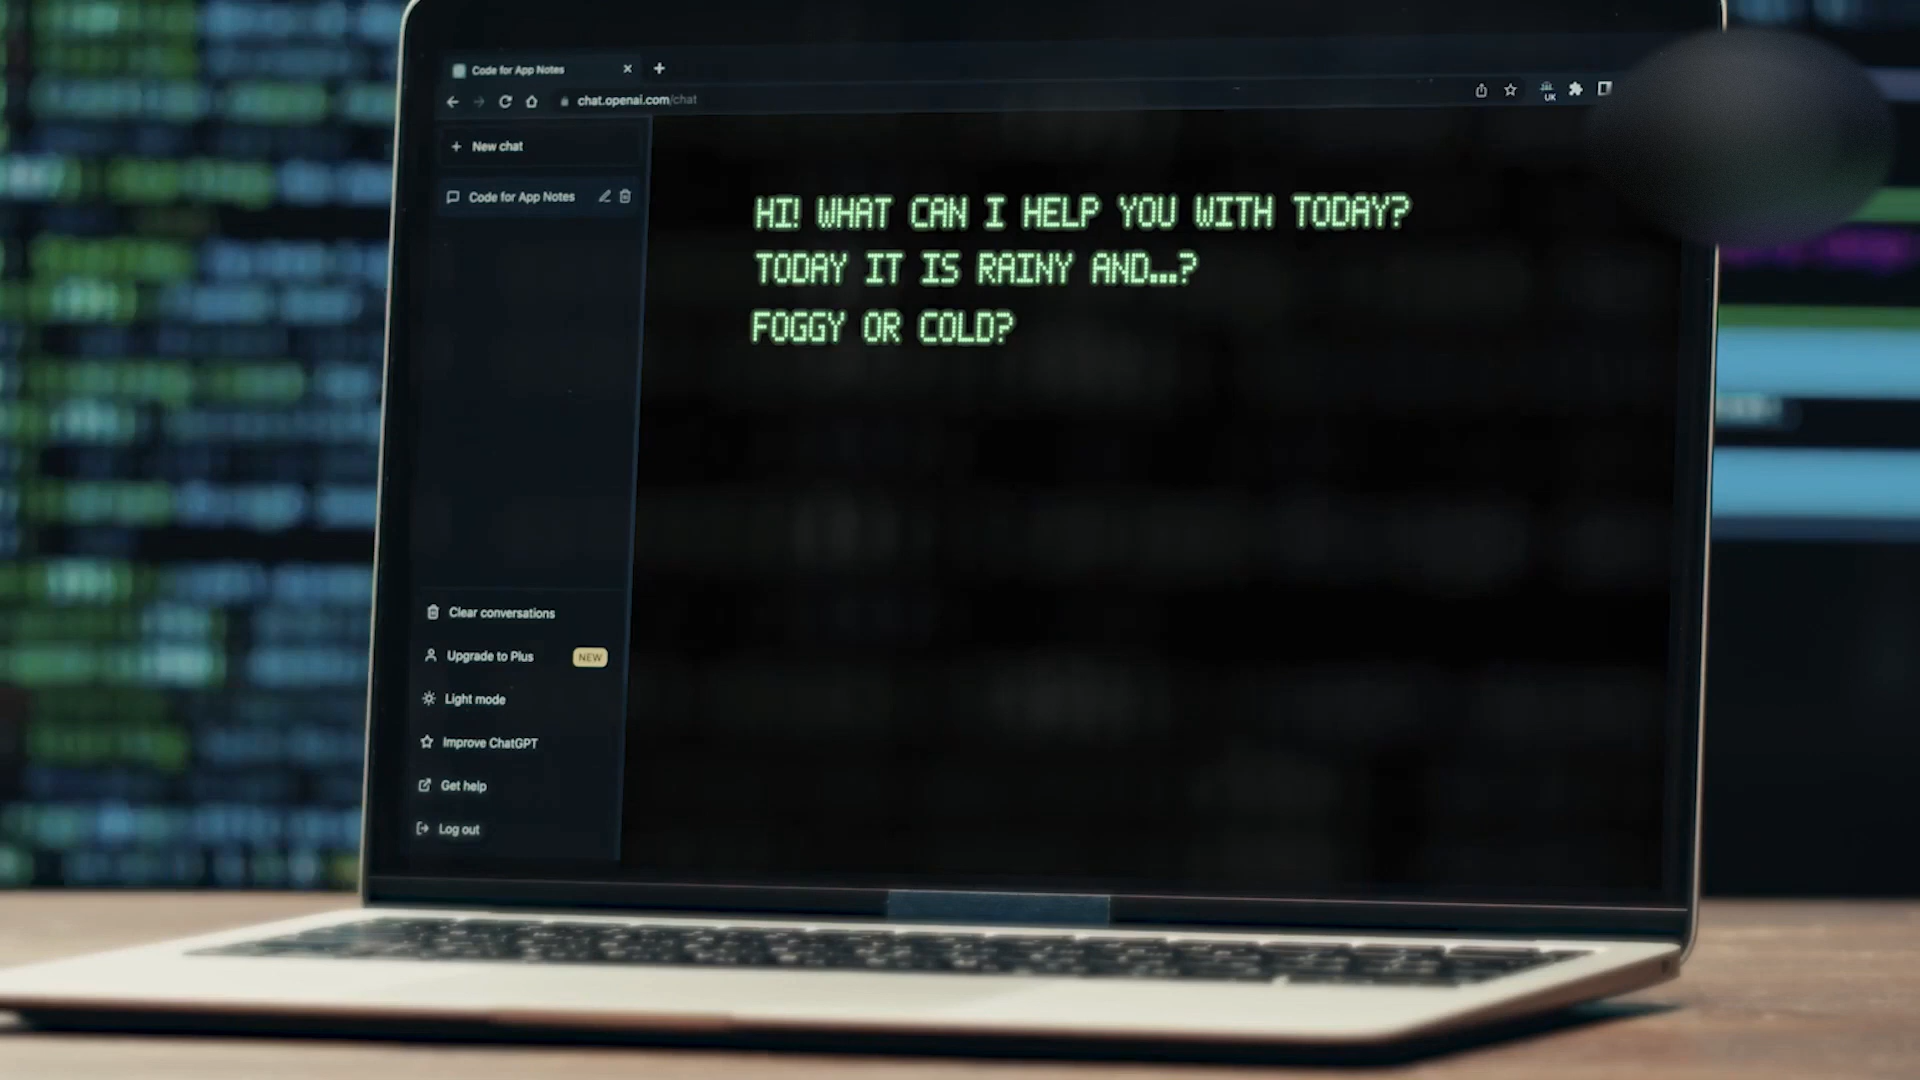 Code for App Notes
chat.openai.com/chat
UK
New chat
Code for App Notes
HI! WHAT CAN I HELP YOU WITH TODAY?
TODAY IT IS RAINY AND...?
FOGGY OR COLD?
Clear conversations
Upgrade to Plus NEW
Light mode
Improve ChatGPT
Get help
Log out